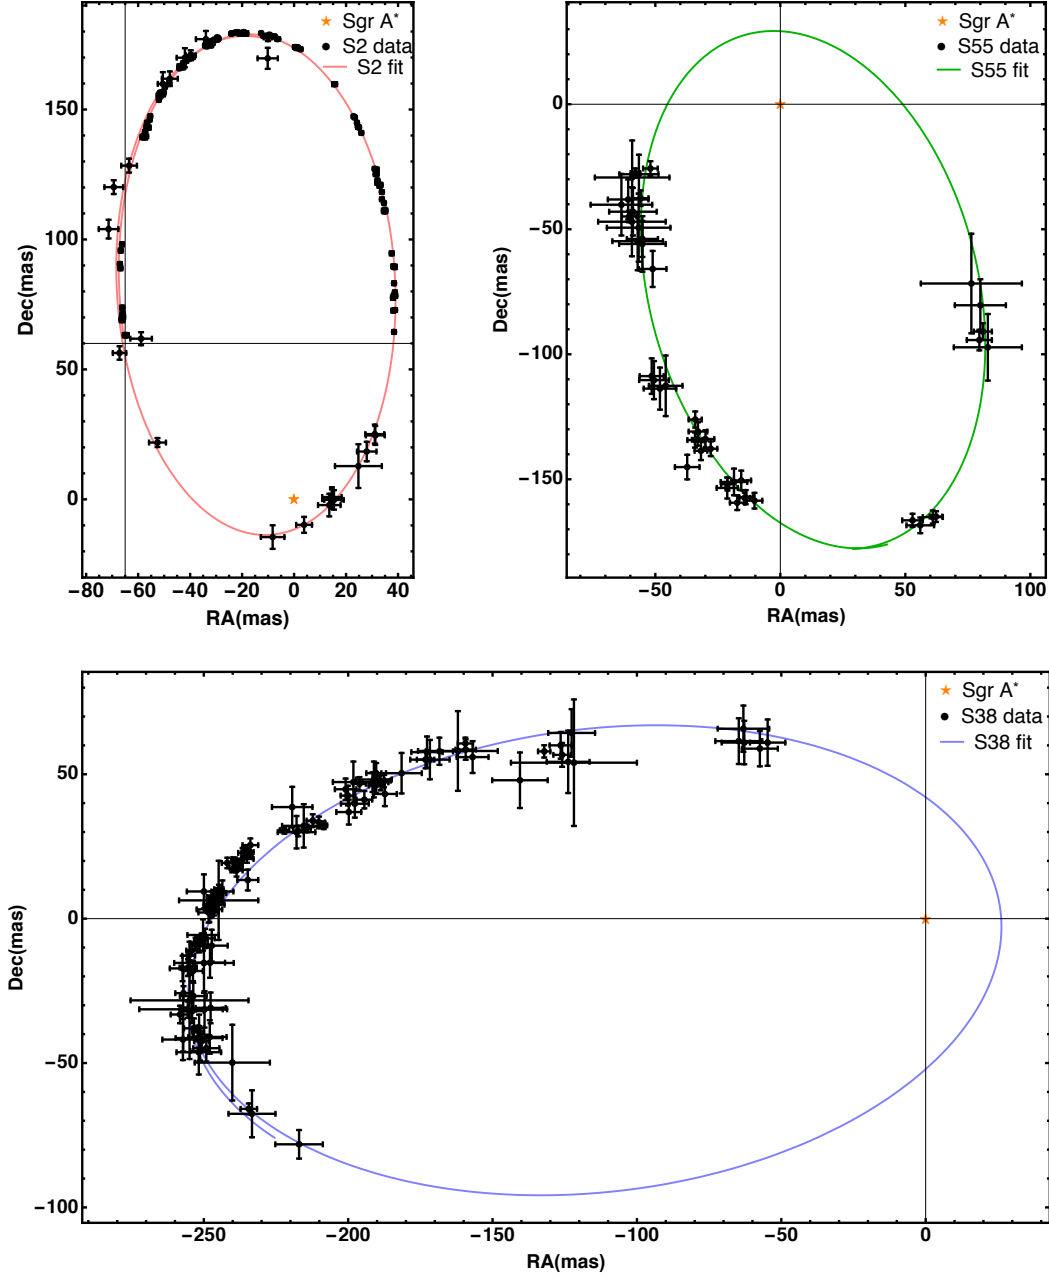 Sgr A*
S2 data
S2 fit
150
100
50
0
Dec(mas)
−80 −60 −40 −20 0 20 40
RA(mas)
Sgr A*
S55 data
S55 fit
0
−50
−100
−150
Dec(mas)
−50 0 50 100
RA(mas)
Sgr A*
S38 data
S38 fit
50
0
−50
−100
Dec(mas)
−250 −200 −150 −100 −50 0
RA(mas)